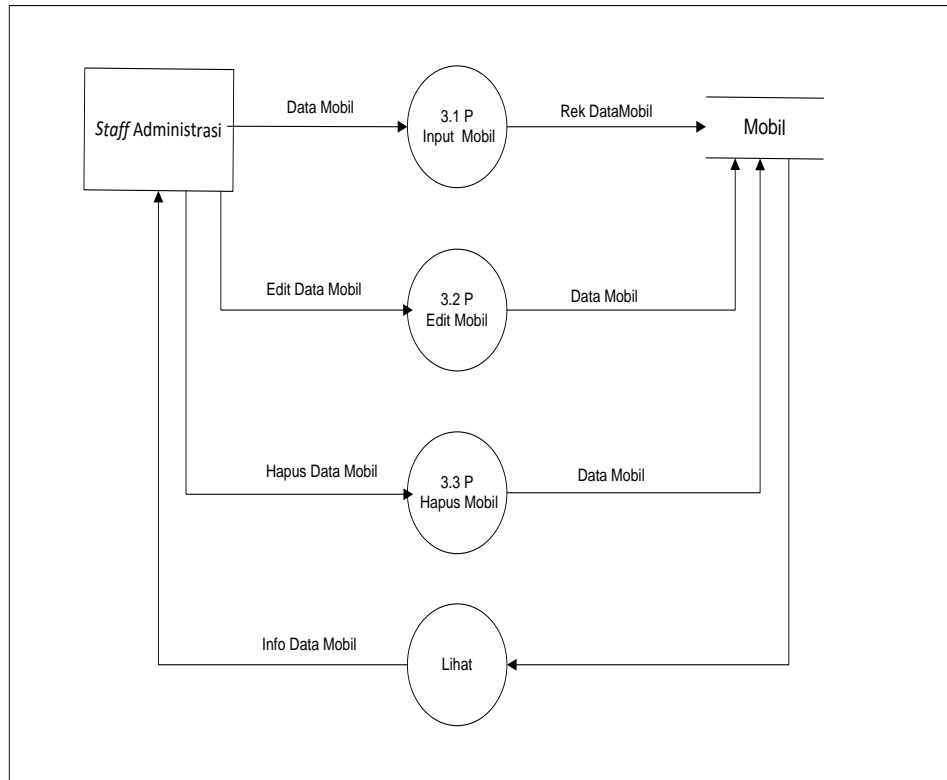 Staff Administrasi
Data Mobil
3.1 P
Input Mobil
Rek DataMobil
Mobil
Edit Data Mobil
3.2 P
Edit Mobil
Data Mobil
Hapus Data Mobil
3.3 P
Hapus Mobil
Data Mobil
Info Data Mobil
Lihat